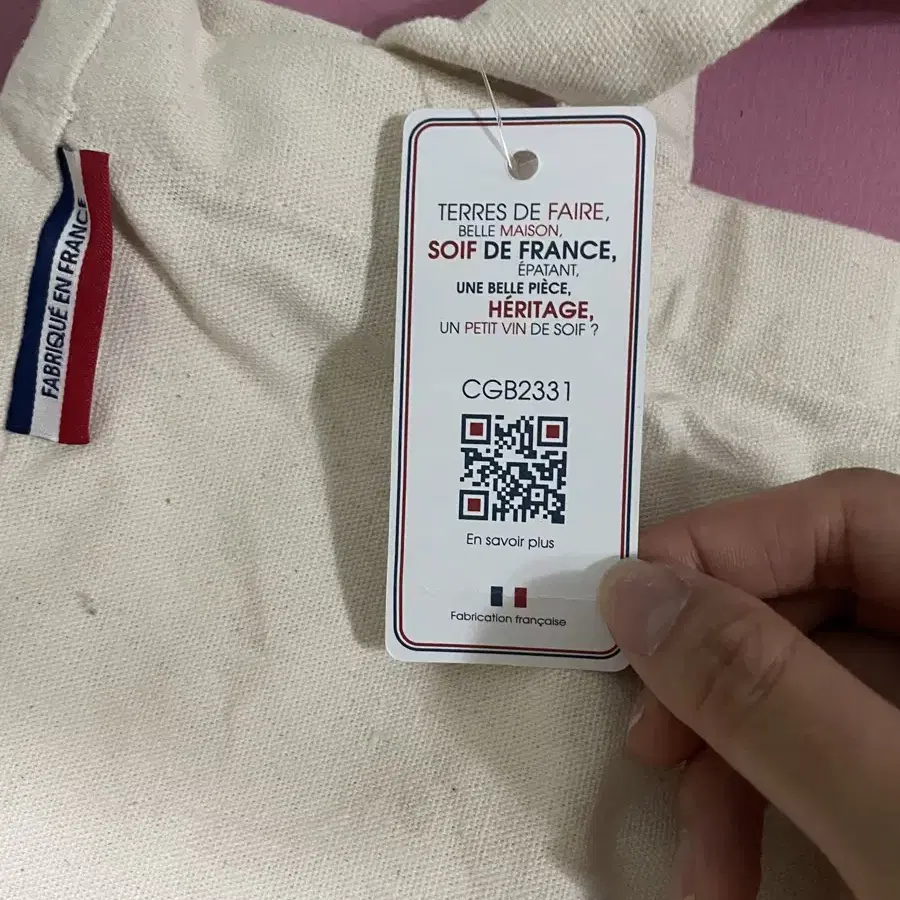 FABRIQUÉ EN FRANCE
TERRES DE FAIRE,
BELLE MAISON,
SOIF DE FRANCE,
ÉPATANT,
UNE BELLE PIÈCE,
HÉRITAGE,
UN PETIT VIN DE SOIF ?
CGB2331
En savoir plus
Fabrication française